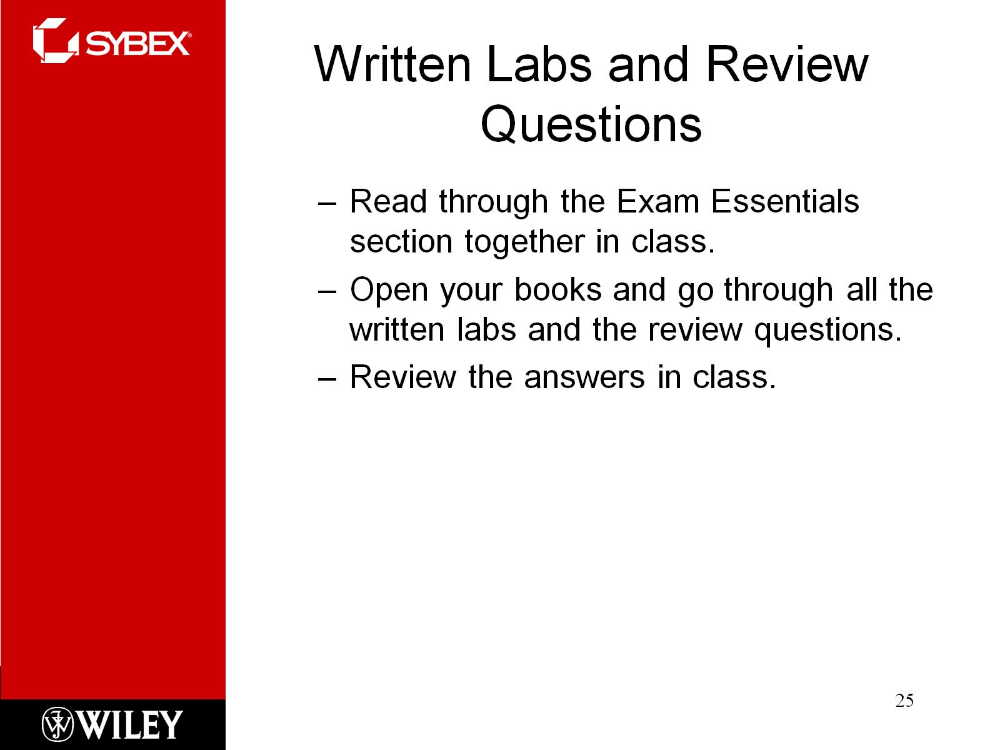 SYBEX®
Written Labs and Review
Questions
– Read through the Exam Essentials
section together in class.
– Open your books and go through all the
written labs and the review questions.
– Review the answers in class.
25
WILEY